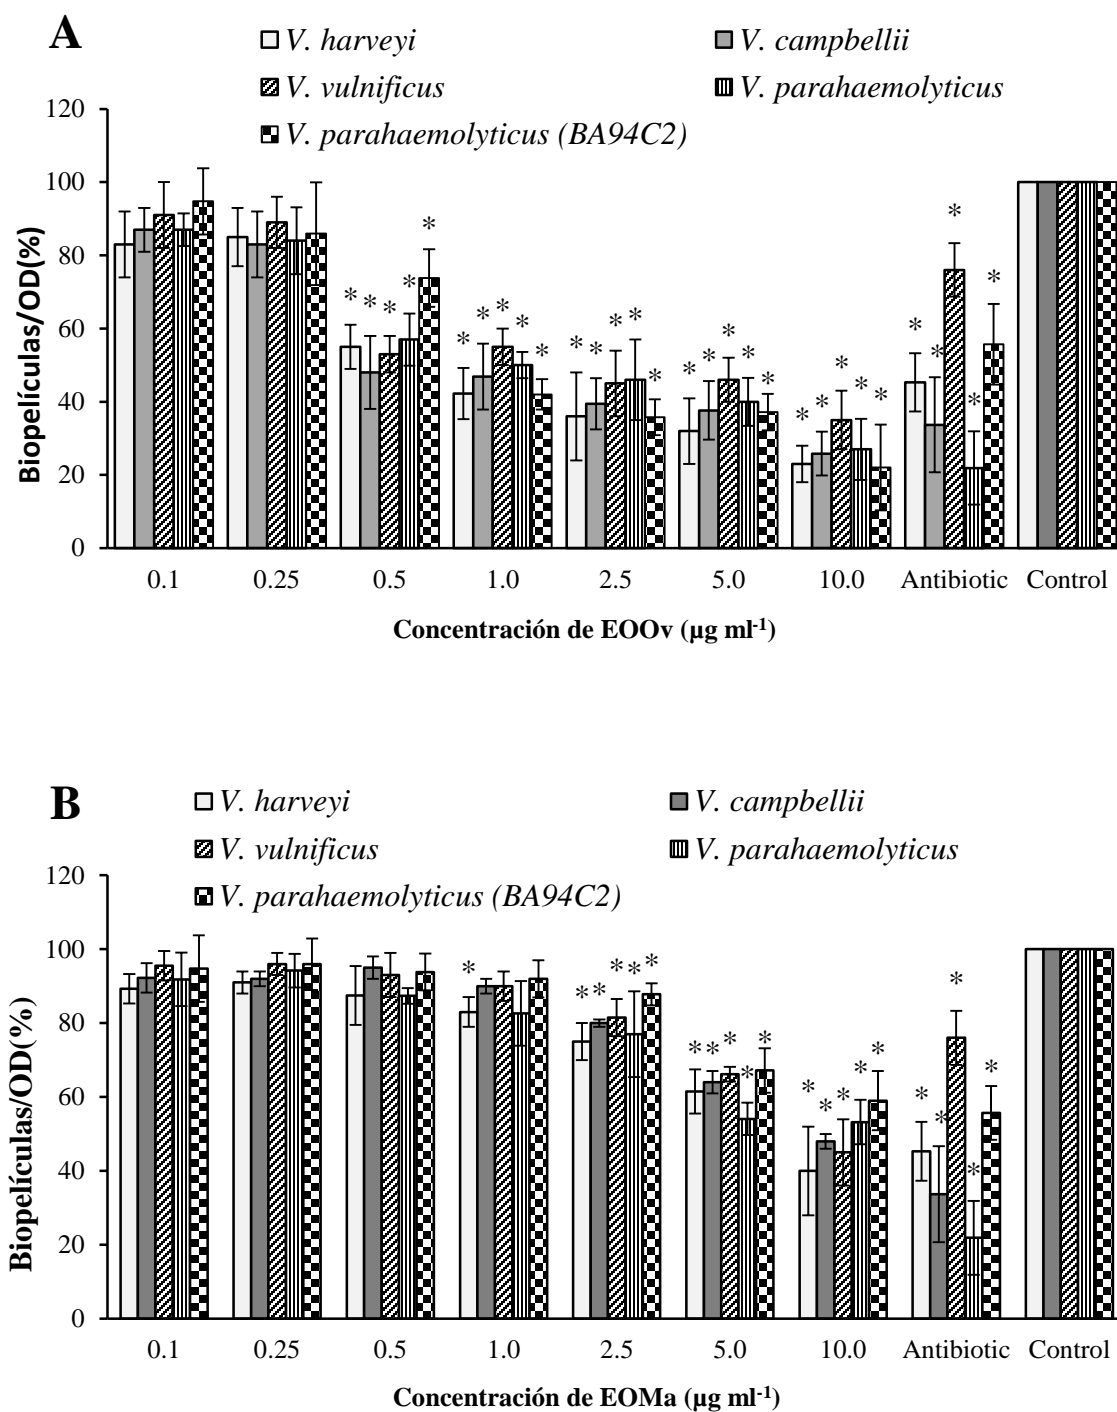 A
V. harveyi
V. campbellii
V. vulnificus
V. parahaemolyticus
V. parahaemolyticus (BA94C2)
120
100
80
60
40
20
0
Biopelículas/OD(%)
* * * * * * * * * * * * * * * * * * * * * * * * * * * * * *
0.1 0.25 0.5 1.0 2.5 5.0 10.0 Antibiotic Control
Concentración de EOOv (µg ml-1)
B
V. harveyi
V. campbellii
V. vulnificus
V. parahaemolyticus
V. parahaemolyticus (BA94C2)
120
100
80
60
40
20
0
Biopelículas/OD(%)
* * * * * * * * * * * * * * * * * * * * *
0.1 0.25 0.5 1.0 2.5 5.0 10.0 Antibiotic Control
Concentración de EOMa (µg ml-1)